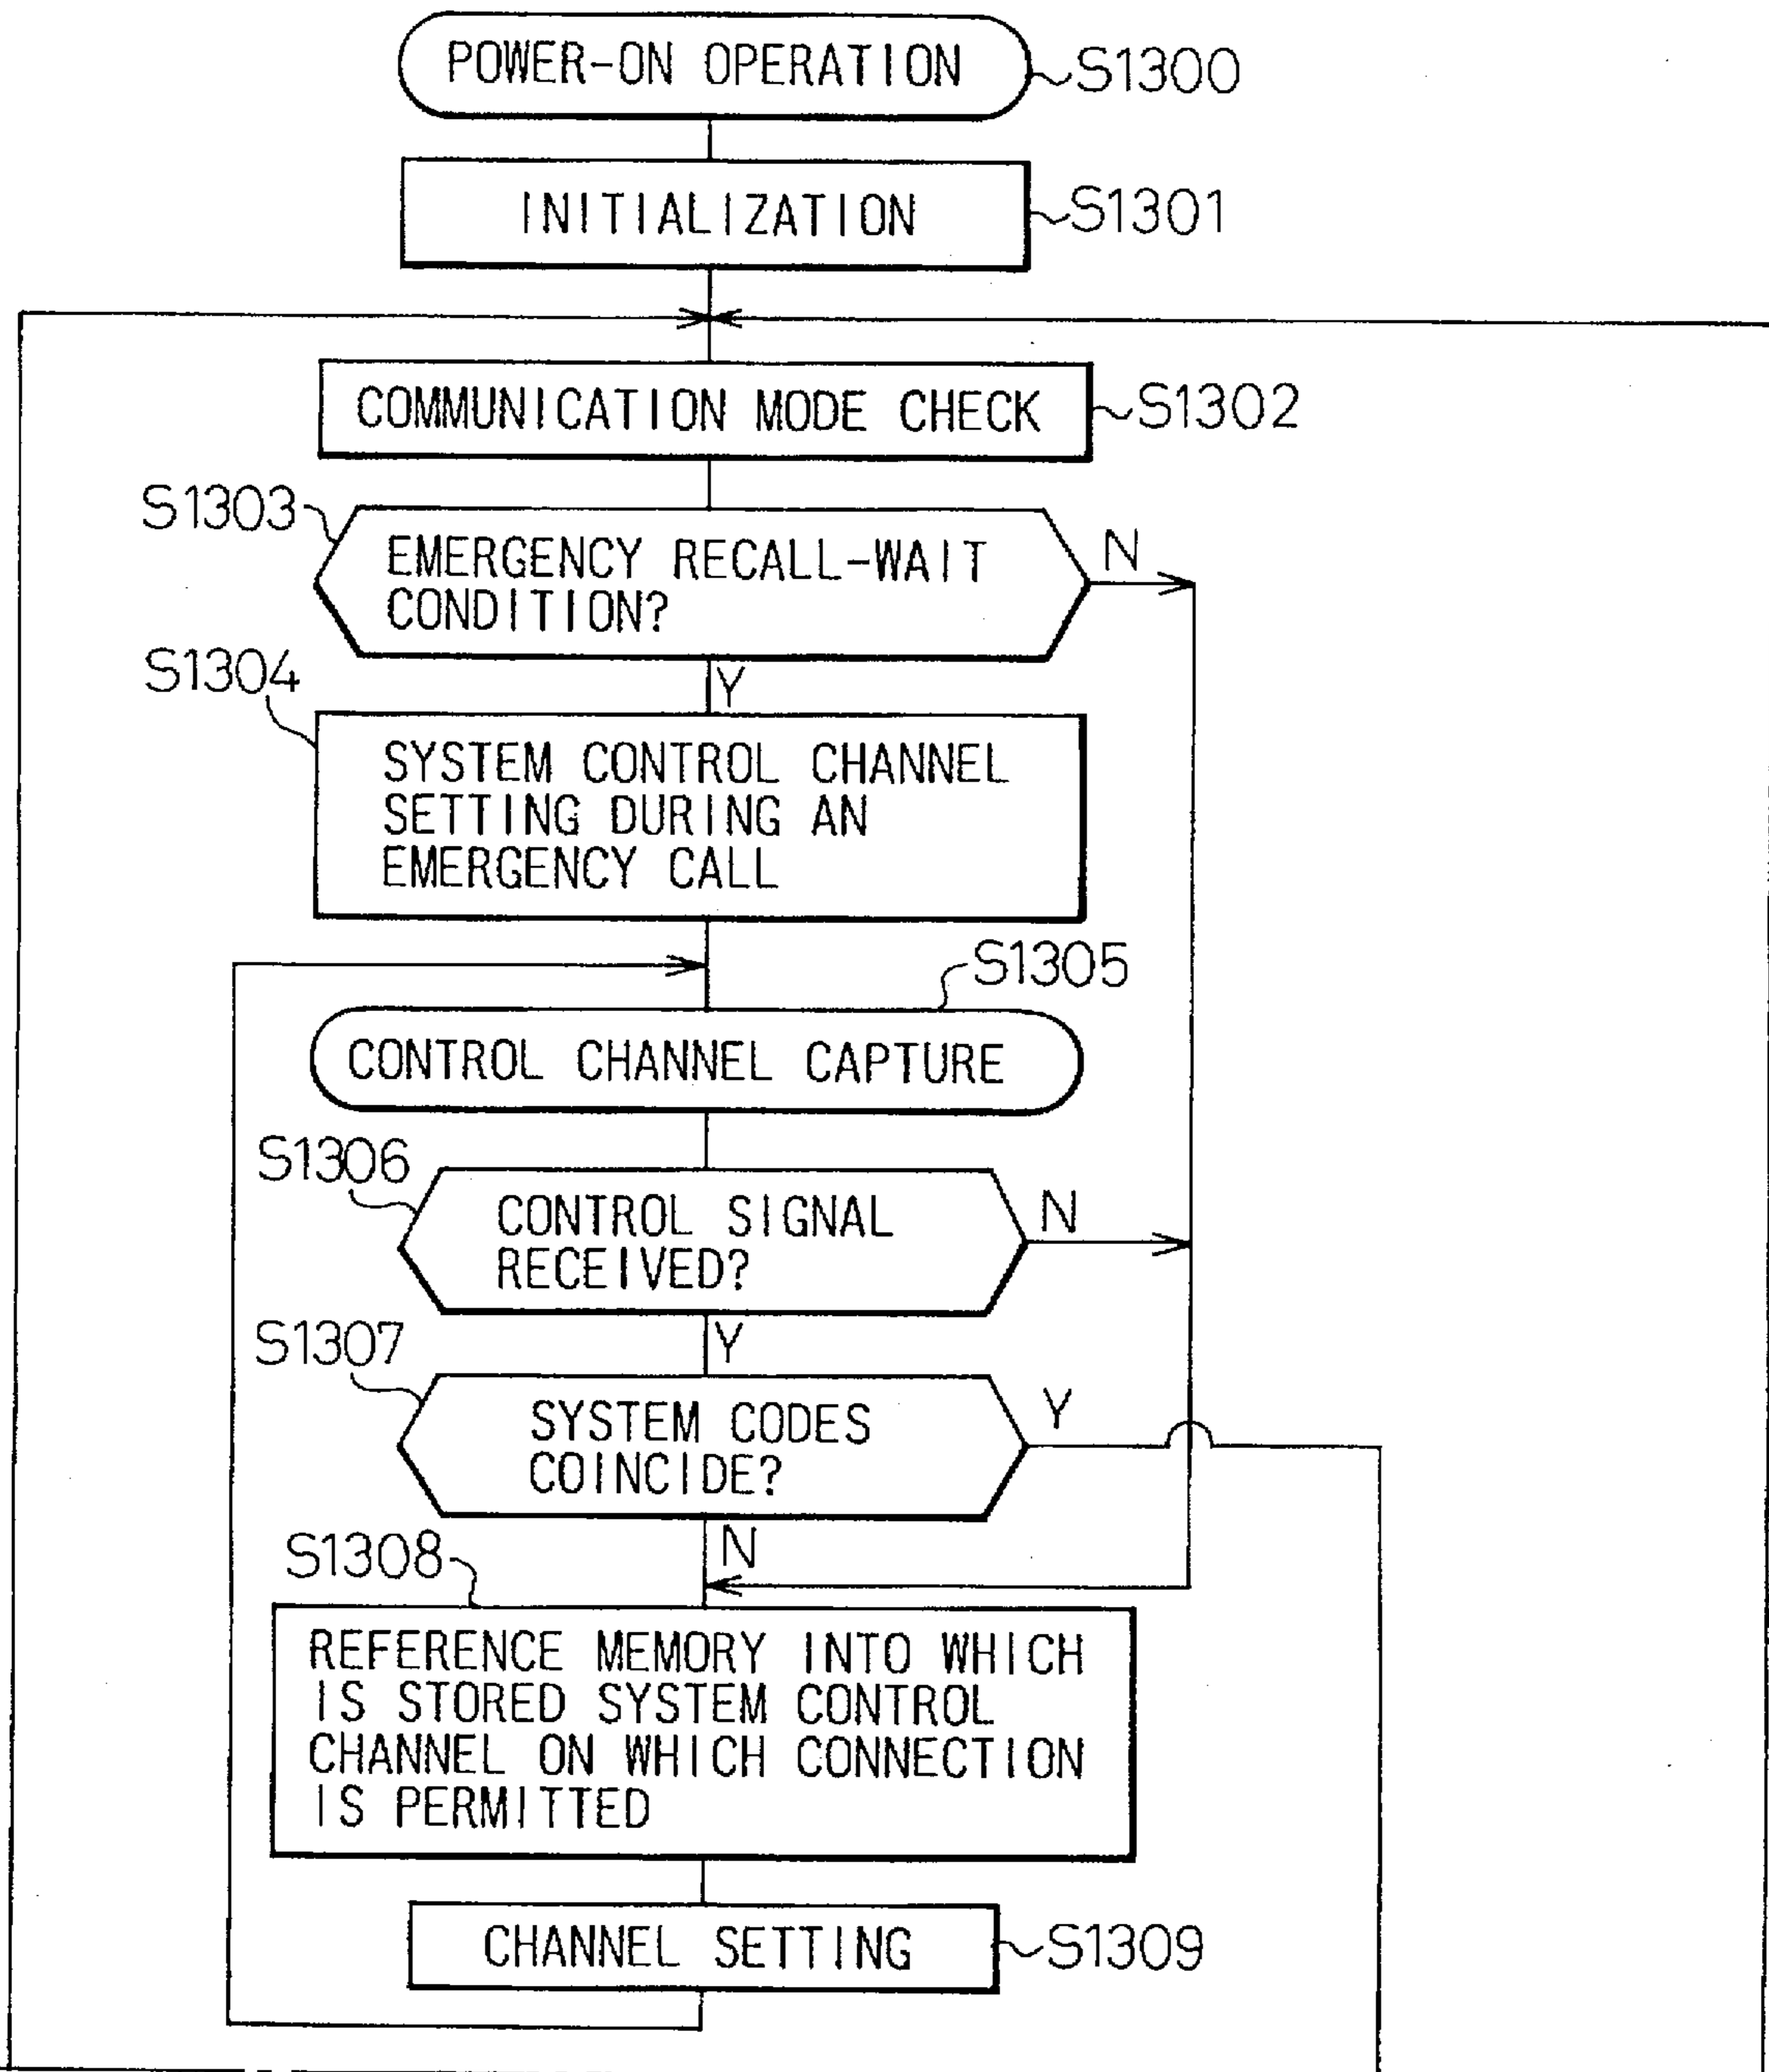 POWER-ON OPERATION
S1300
INITIALIZATION
S1301
COMMUNICATION MODE CHECK
S1302
S1303
EMERGENCY RECALL-WAIT
CONDITION?
N
Y
S1304
SYSTEM CONTROL CHANNEL
SETTING DURING AN
EMERGENCY CALL
S1305
CONTROL CHANNEL CAPTURE
S1306
CONTROL SIGNAL
RECEIVED?
N
Y
S1307
SYSTEM CODES
COINCIDE?
Y
N
S1308
REFERENCE MEMORY INTO WHICH
IS STORED SYSTEM CONTROL
CHANNEL ON WHICH CONNECTION
IS PERMITTED
CHANNEL SETTING
S1309